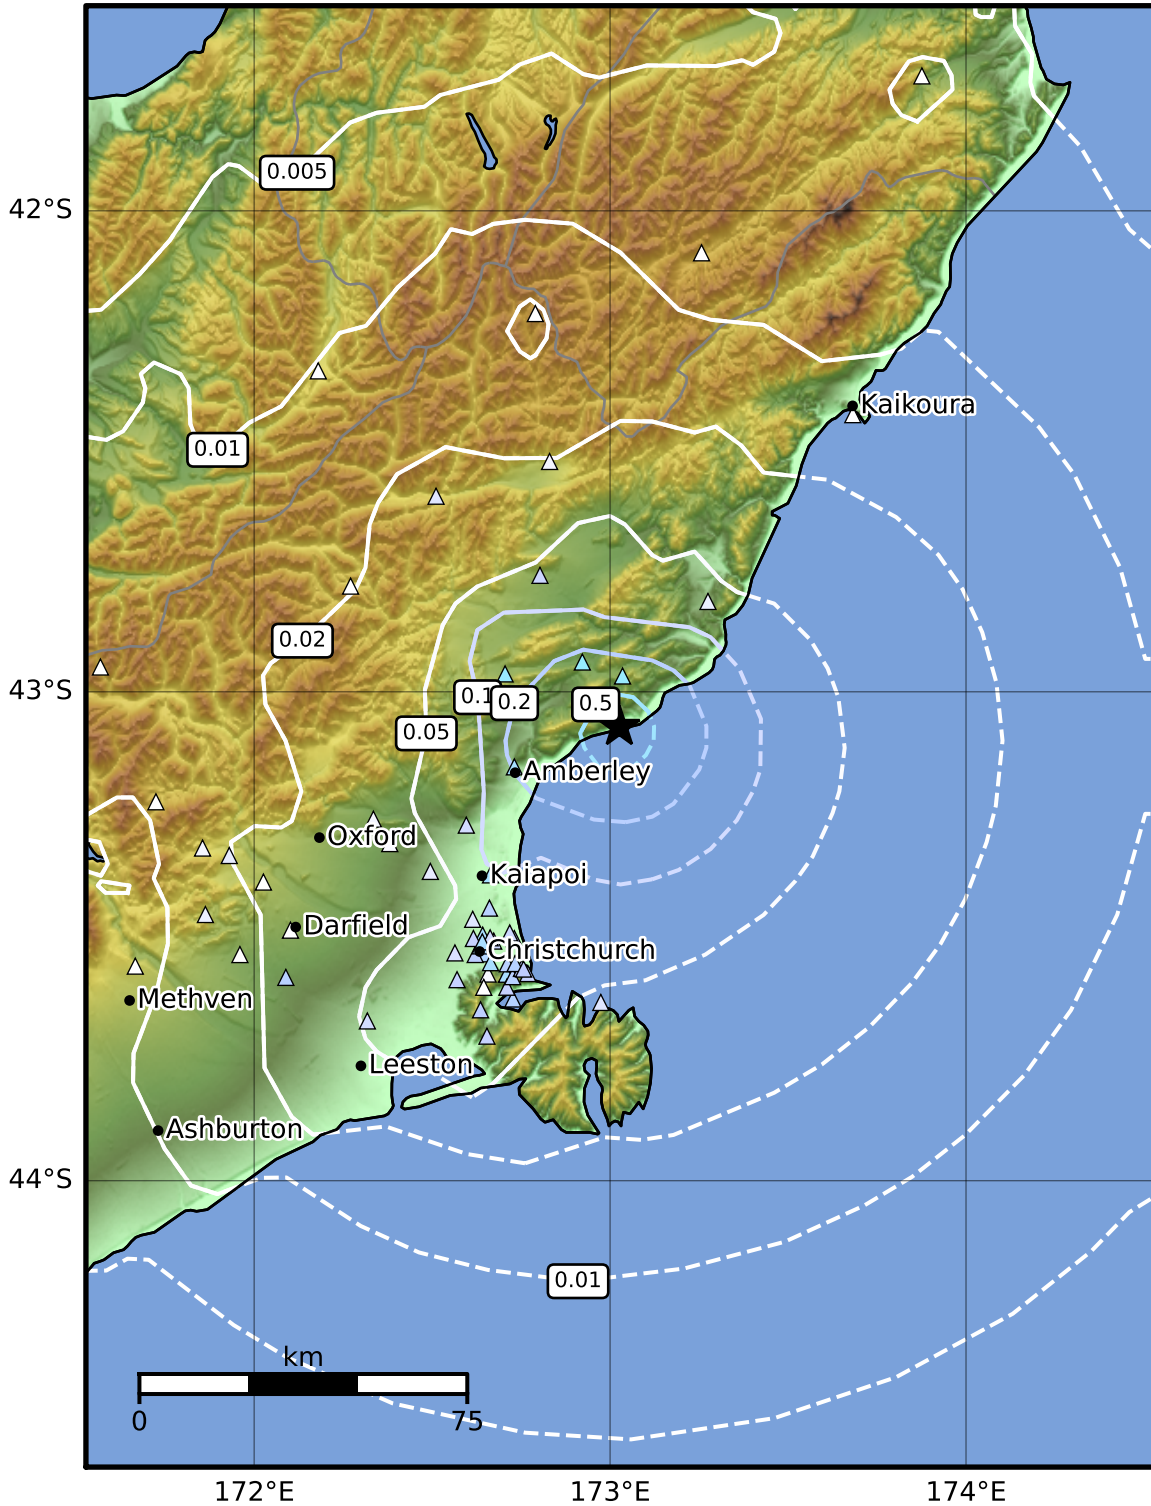 0.005
42°S
Kaikoura
0.01
0.02
43°S
0.1
0.2
0.5
0.05
Amberley
Oxford
Kaiapoi
Darfield
Christchurch
Methven
Leeston
Ashburton
44°S
0.01
km
0
75
172°E
173°E
174°E